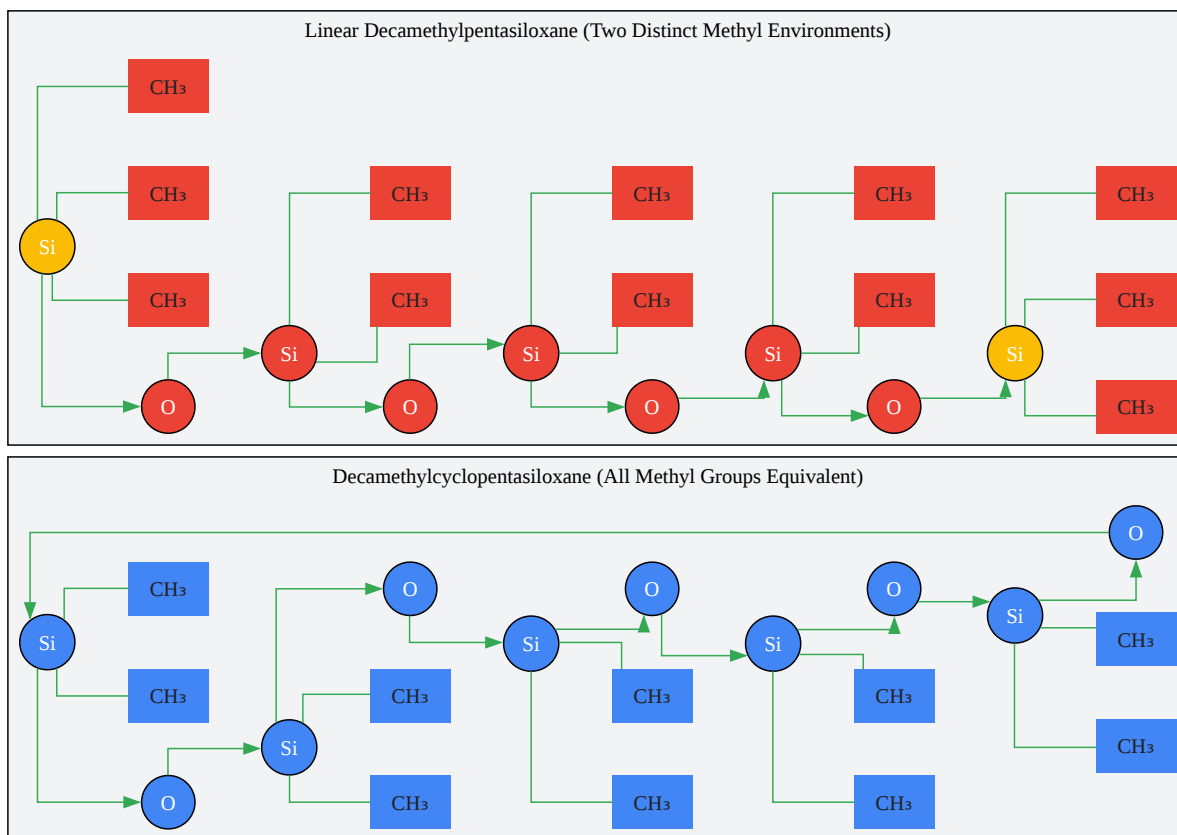 Linear Decamethylpentasiloxane (Two Distinct Methyl Environments)
CH₃
CH₃ CH₃ CH₃ CH₃ CH₃
Si
CH₃ CH₃ CH₃ CH₃ CH₃
Si Si Si Si
O O O O CH₃
Decamethylcyclopentasiloxane (All Methyl Groups Equivalent)
O
CH₃ O O O
Si Si Si Si CH₃
CH₃ CH₃ CH₃ CH₃
Si CH₃
O CH₃ CH₃ CH₃